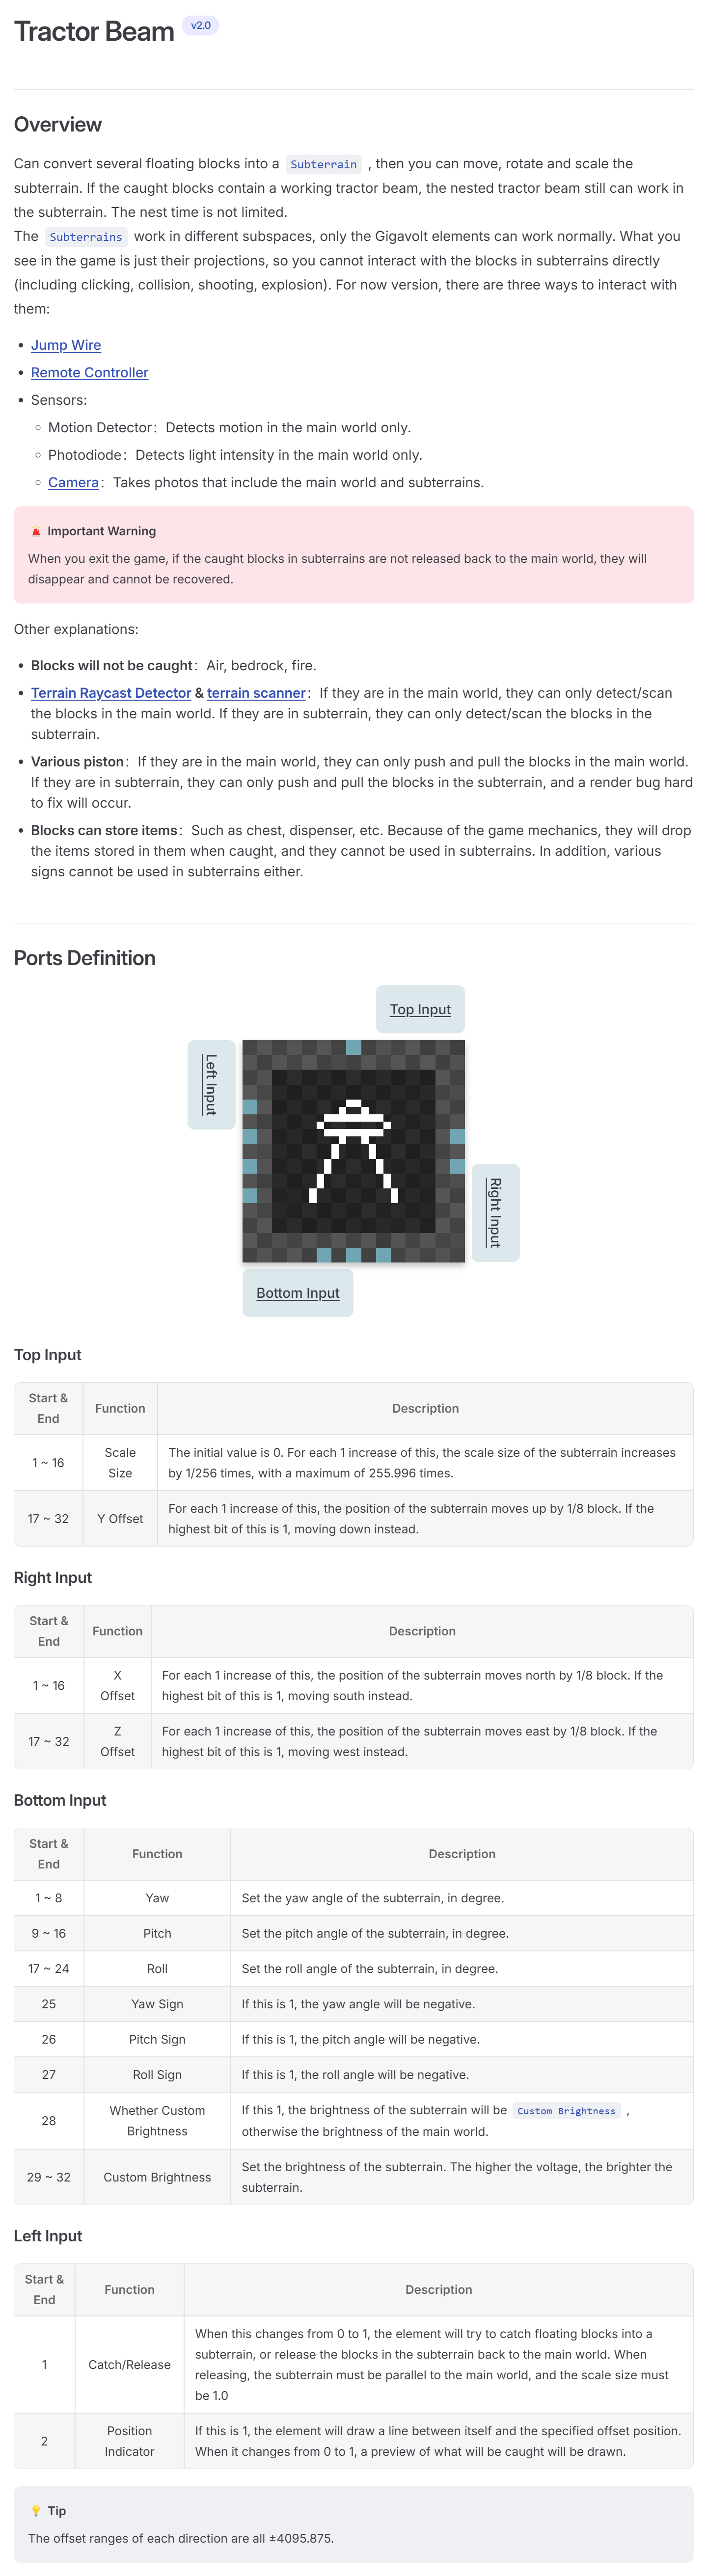 Tractor Beam v2.0
Overview
Can convert several floating blocks into a Subterrain , then you can move, rotate and scale the
subterrain. If the caught blocks contain a working tractor beam, the nested tractor beam still can work in
the subterrain. The nest time is not limited.
The Subterrains work in different subspaces, only the Gigavolt elements can work normally. What you
see in the game is just their projections, so you cannot interact with the blocks in subterrains directly
(including clicking, collision, shooting, explosion). For now version, there are three ways to interact with
them:
• Jump Wire
• Remote Controller
• Sensors:
○ Motion Detector：Detects motion in the main world only.
○ Photodiode：Detects light intensity in the main world only.
○ Camera：Takes photos that include the main world and subterrains.
🚨 Important Warning
When you exit the game, if the caught blocks in subterrains are not released back to the main world, they will
disappear and cannot be recovered.
Other explanations:
• Blocks will not be caught：Air, bedrock, fire.
• Terrain Raycast Detector & terrain scanner：If they are in the main world, they can only detect/scan
the blocks in the main world. If they are in subterrain, they can only detect/scan the blocks in the
subterrain.
• Various piston：If they are in the main world, they can only push and pull the blocks in the main world.
If they are in subterrain, they can only push and pull the blocks in the subterrain, and a render bug hard
to fix will occur.
• Blocks can store items：Such as chest, dispenser, etc. Because of the game mechanics, they will drop
the items stored in them when caught, and they cannot be used in subterrains. In addition, various
signs cannot be used in subterrains either.
Ports Definition
Top Input
Left Input
Right Input
Bottom Input
Top Input
Start &
End
Function
Description
1 ~ 16
Scale
Size
The initial value is 0. For each 1 increase of this, the scale size of the subterrain increases
by 1/256 times, with a maximum of 255.996 times.
17 ~ 32
Y Offset
For each 1 increase of this, the position of the subterrain moves up by 1/8 block. If the
highest bit of this is 1, moving down instead.
Right Input
Start &
End
Function
Description
1 ~ 16
X
Offset
For each 1 increase of this, the position of the subterrain moves north by 1/8 block. If the
highest bit of this is 1, moving south instead.
17 ~ 32
Z
Offset
For each 1 increase of this, the position of the subterrain moves east by 1/8 block. If the
highest bit of this is 1, moving west instead.
Bottom Input
Start &
End
Function
Description
1 ~ 8
Yaw
Set the yaw angle of the subterrain, in degree.
9 ~ 16
Pitch
Set the pitch angle of the subterrain, in degree.
17 ~ 24
Roll
Set the roll angle of the subterrain, in degree.
25
Yaw Sign
If this is 1, the yaw angle will be negative.
26
Pitch Sign
If this is 1, the pitch angle will be negative.
27
Roll Sign
If this is 1, the roll angle will be negative.
28
Whether Custom
Brightness
If this 1, the brightness of the subterrain will be Custom Brightness ,
otherwise the brightness of the main world.
29 ~ 32
Custom Brightness
Set the brightness of the subterrain. The higher the voltage, the brighter the
subterrain.
Left Input
Start &
End
Function
Description
1
Catch/Release
When this changes from 0 to 1, the element will try to catch floating blocks into a
subterrain, or release the blocks in the subterrain back to the main world. When
releasing, the subterrain must be parallel to the main world, and the scale size must
be 1.0
2
Position
Indicator
If this is 1, the element will draw a line between itself and the specified offset position.
When it changes from 0 to 1, a preview of what will be caught will be drawn.
💡 Tip
The offset ranges of each direction are all ±4095.875.